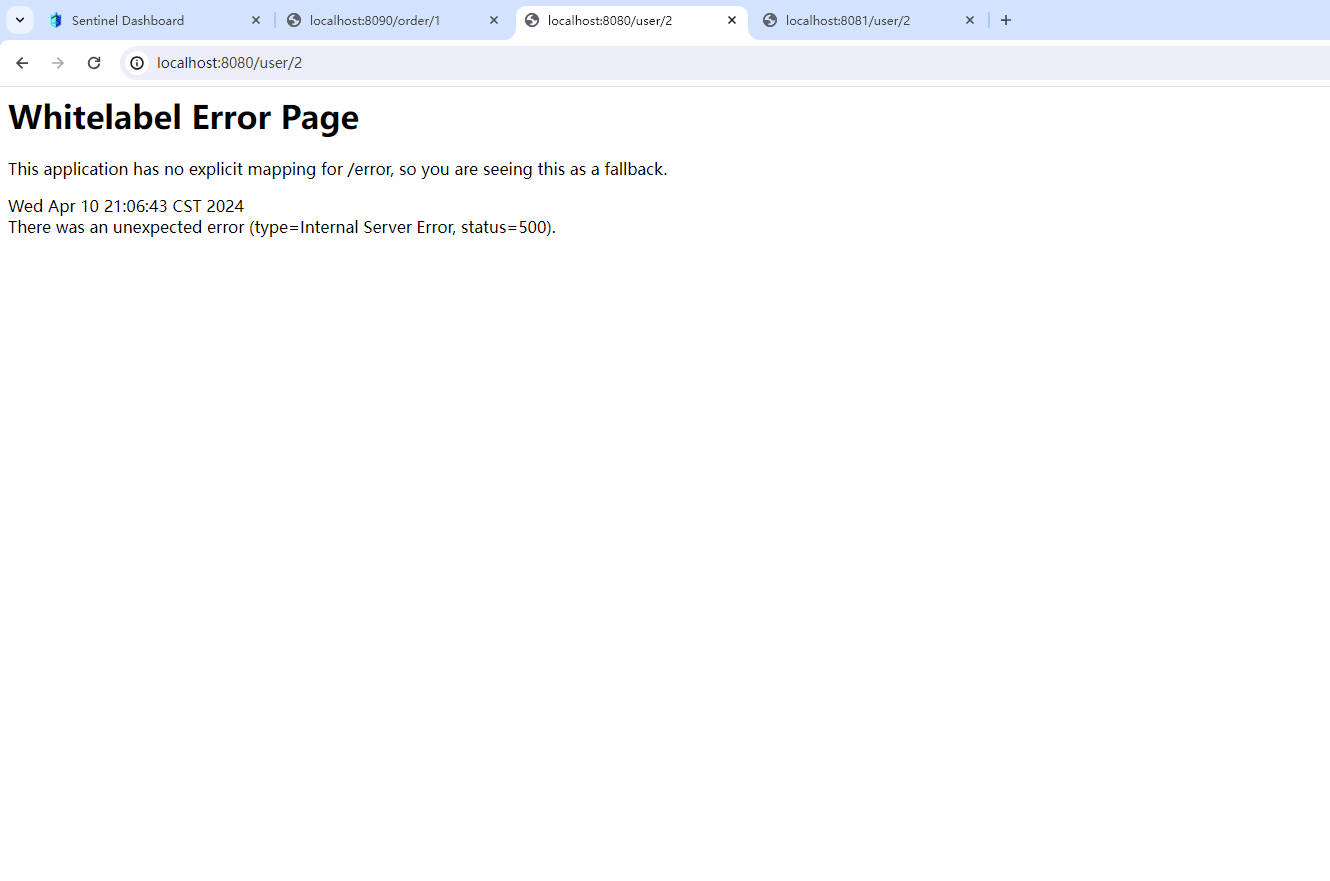 Sentinel Dashboard
localhost:8090/order/1
localhost:8080/user/2
localhost:8081/user/2
localhost:8080/user/2
Whitelabel Error Page
This application has no explicit mapping for /error, so you are seeing this as a fallback.
Wed Apr 10 21:06:43 CST 2024
There was an unexpected error (type=Internal Server Error, status=500).